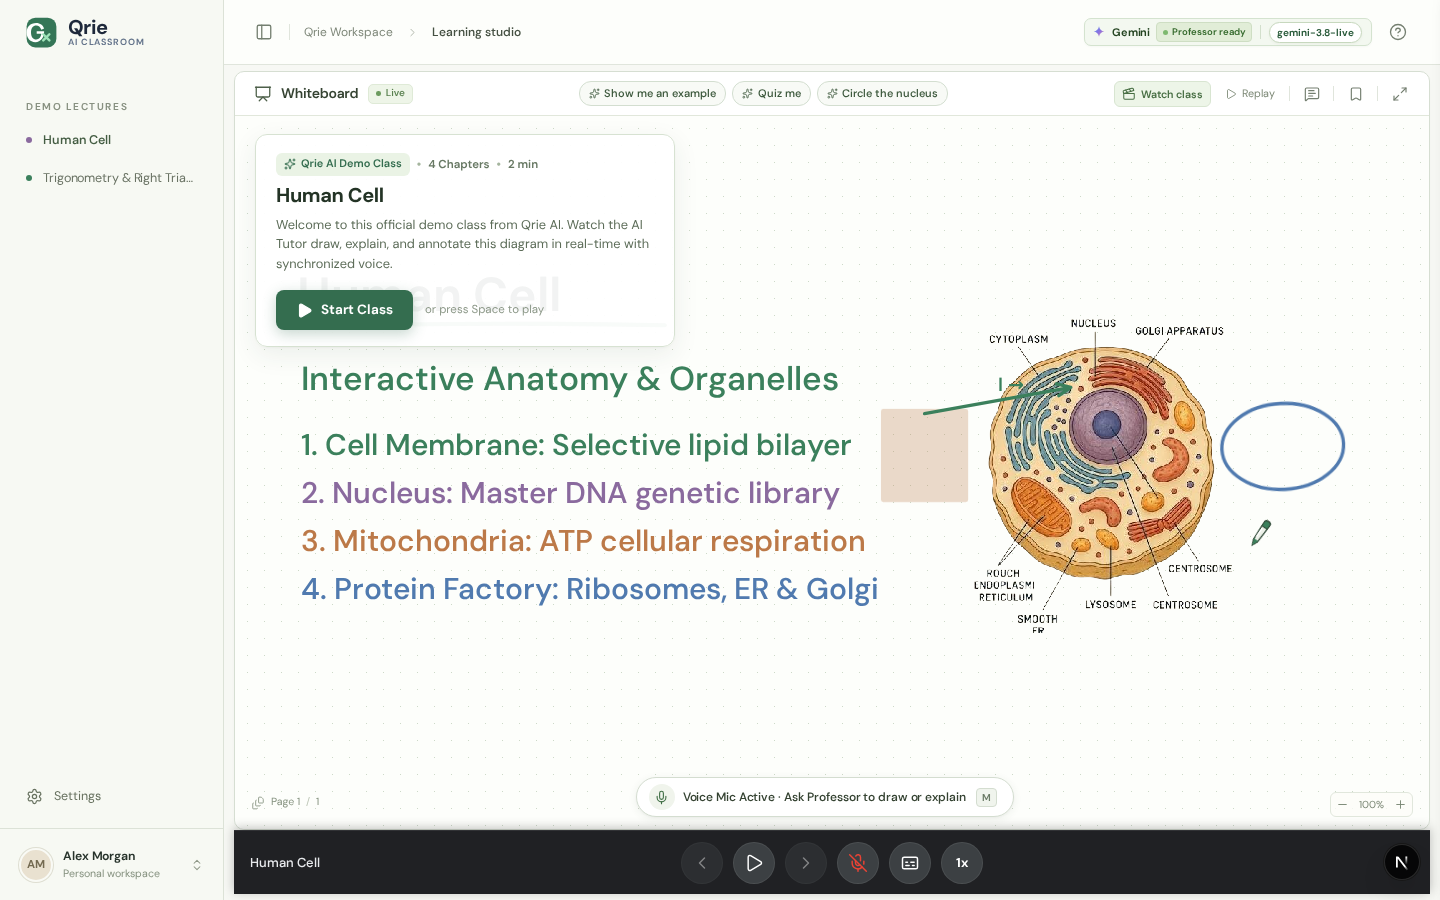 Qrie
AI CLASSROOM
DEMO LECTURES
Human Cell
Trigonometry & Right Tria...
Settings
AM
Alex Morgan
Personal workspace
Qrie Workspace
Learning studio
Gemini
Professor ready
gemini-3.8-live
Whiteboard
Live
Show me an example
Quiz me
Circle the nucleus
Watch class
Replay
Qrie AI Demo Class • 4 Chapters • 2 min
Human Cell
Welcome to this official demo class from Qrie AI. Watch the AI
Tutor draw, explain, and annotate this diagram in real-time with
synchronized voice.
Human Cell
Start Class
or press Space to play
Interactive Anatomy & Organelles
1. Cell Membrane: Selective lipid bilayer
2. Nucleus: Master DNA genetic library
3. Mitochondria: ATP cellular respiration
4. Protein Factory: Ribosomes, ER & Golgi
NUCLEUS
CYTOPLASM
GOLGI APPARATUS
ROUCH
ENDOPLASMI
RETICULUM
SMOOTH
ER
LYSOSOME
CENTROSOME
CENTROSOME
Page 1 / 1
Voice Mic Active · Ask Professor to draw or explain
M
100%
Human Cell
1x
N